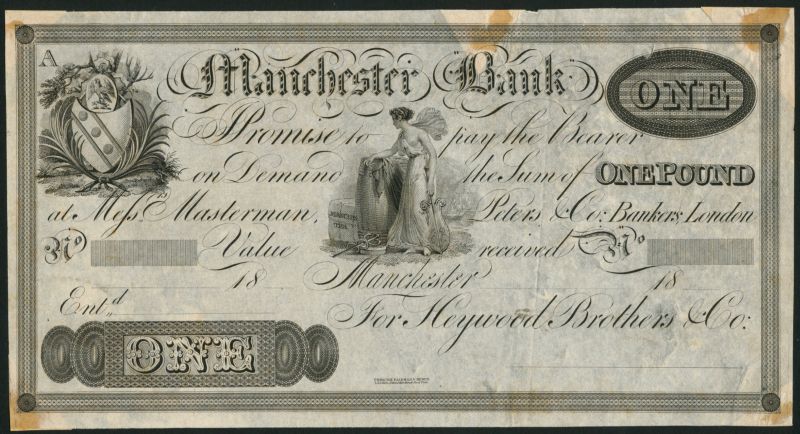 A
Manchester Bank
ONE
I Promise to pay the Bearer
on Demand the Sum of ONE POUND
at Messrs Masterman, Peters & Co: Bankers London
No Value received No
18 Manchester 18
Entd
For Heywood Brothers & Co:
ONE